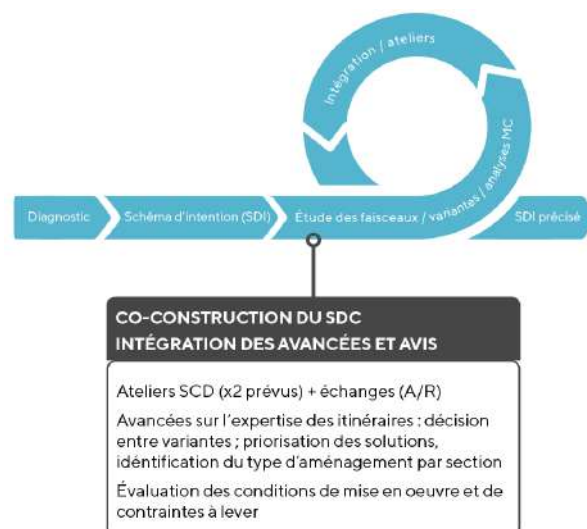 Intégration / ateliers
Diagnostic
Schéma d'intention (SDI)
Étude des faisceaux / variantes / analyses MC
SDI précisé
CO-CONSTRUCTION DU SDC
INTÉGRATION DES AVANCÉES ET AVIS
Ateliers SCD (x2 prévus) + échanges (A/R)
Avancées sur l'expertise des itinéraires : décision
entre variantes ; priorisation des solutions,
identification du type d'aménagement par section
Évaluation des conditions de mise en oeuvre et de
contraintes à lever